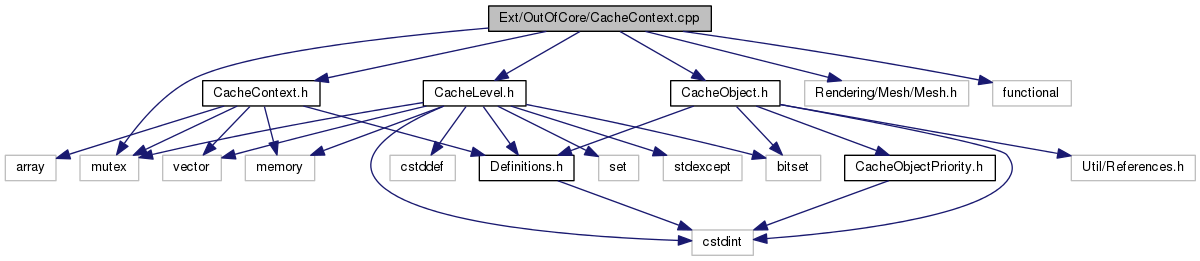 Ext/OutOfCore/CacheContext.cpp
CacheContext.h
CacheLevel.h
CacheObject.h
Rendering/Mesh/Mesh.h
functional
array
mutex
vector
memory
cstddef
Definitions.h
set
stdexcept
bitset
CacheObjectPriority.h
Util/References.h
cstdint